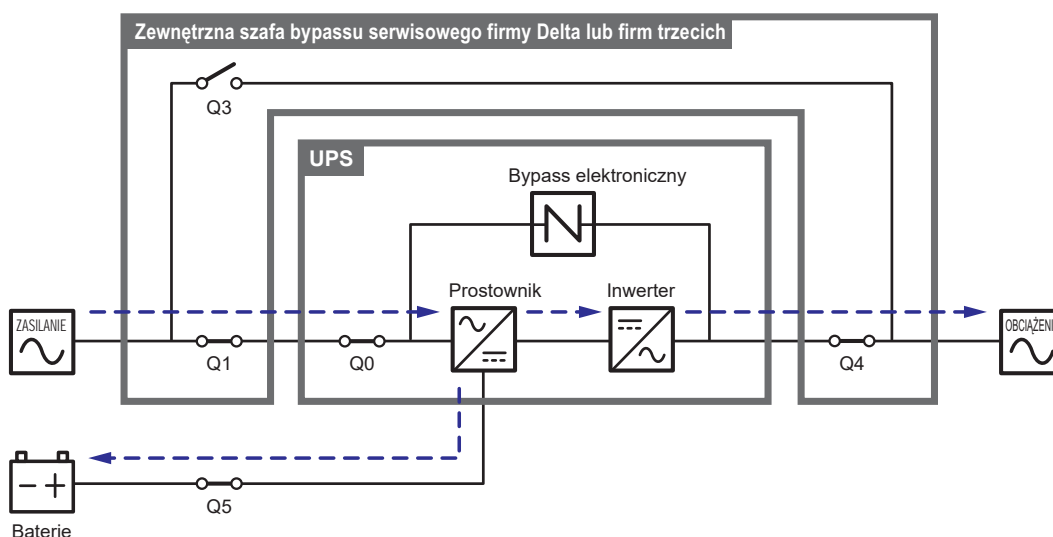 Zewnętrzna szafa bypassu serwisowego firmy Delta lub firm trzecich
Q3
UPS
Bypass elektroniczny
Prostownik
Inwerter
ZASILANIE
OBCIĄŻENI
Q1
Q0
Q4
Q5
Baterie